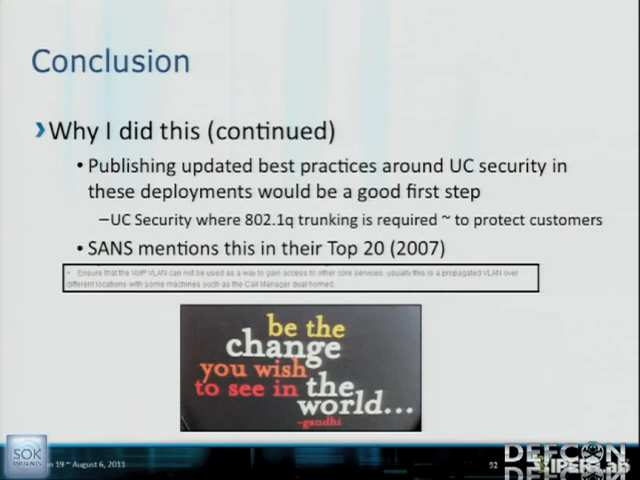 Conclusion
Why I did this (continued)
• Publishing updated best practices around UC security in
these deployments would be a good first step
–UC Security where 802.1q trunking is required ~ to protect customers
• SANS mentions this in their Top 20 (2007)
• Ensure that the VoIP VLAN can not be used as a way to gain access to other core services, usually this is a propagated VLAN over
different locations with some machines such as the Call Manager dual homed.
be the
change
you wish
to see in the
world...
-gandhi
SOK
19 ~ August 6, 2011
92
DEFCON